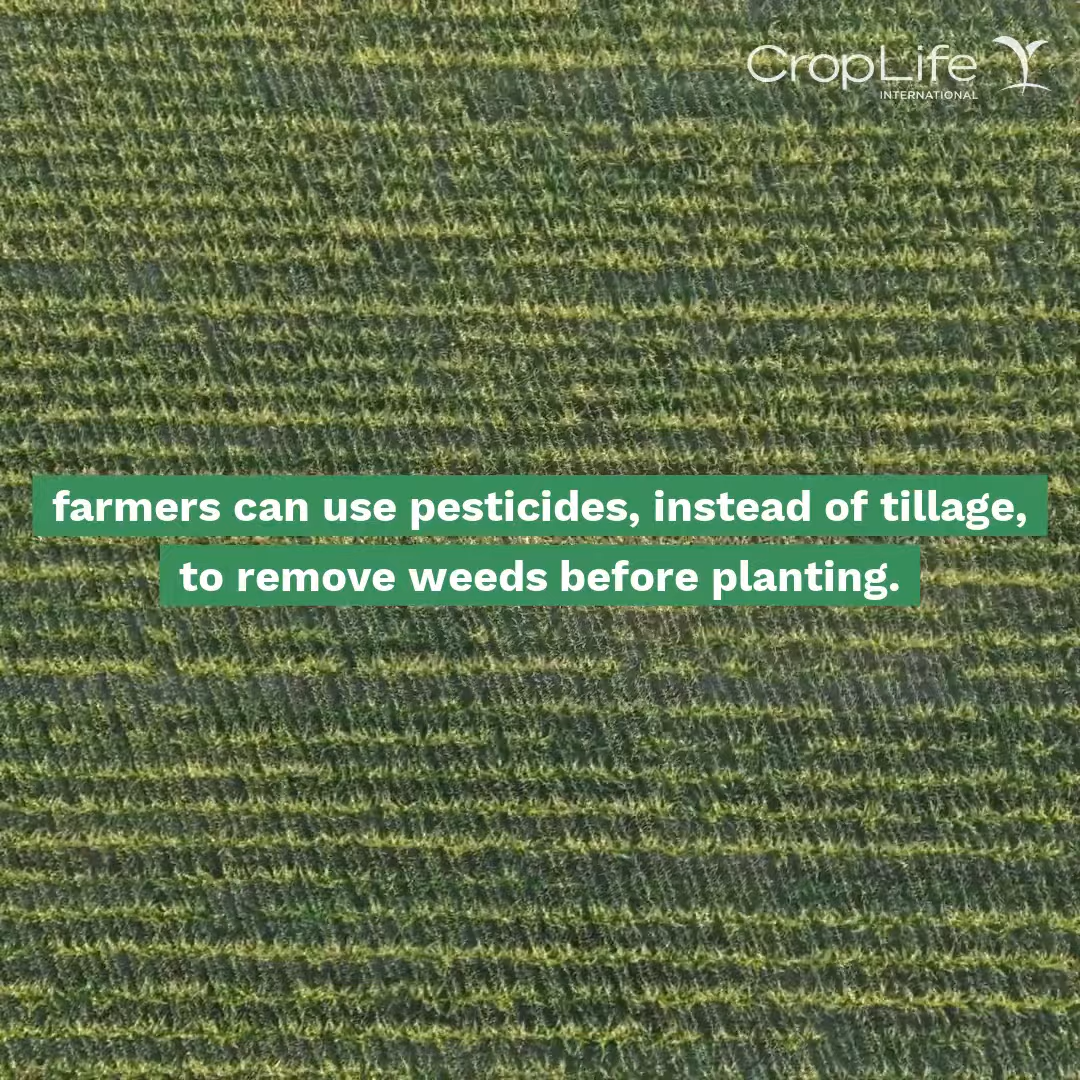 CropLife
INTERNATIONAL
farmers can use pesticides, instead of tillage,
to remove weeds before planting.